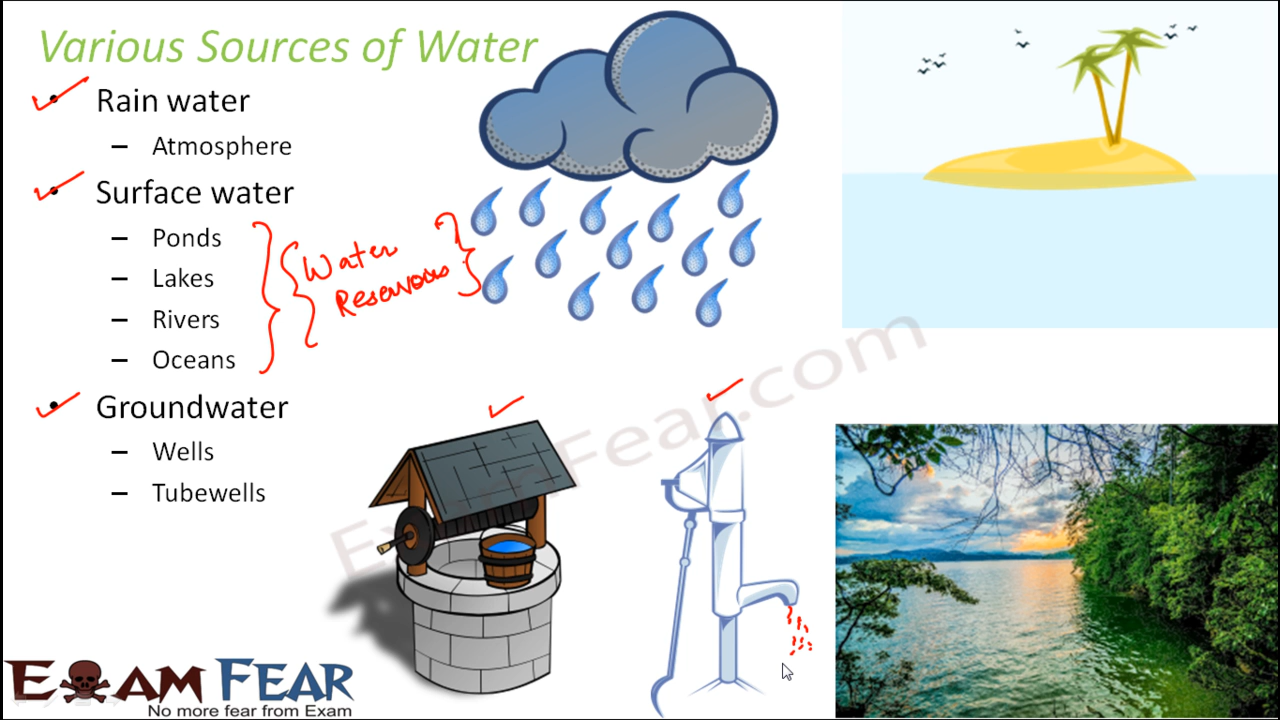 Various Sources of Water
• Rain water
– Atmosphere
• Surface water
– Ponds
– Lakes
– Rivers
– Oceans
Water
Reservous
• Groundwater
– Wells
– Tubewells
ExamFear.com
EXAM FEAR
No more fear from Exam